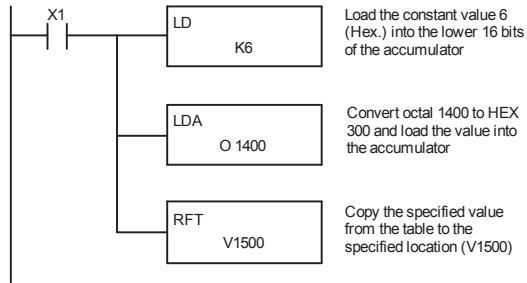 X1
LD
K6
Load the constant value 6
(Hex.) into the lower 16 bits
of the accumulator
LDA
O 1400
Convert octal 1400 to HEX
300 and load the value into
the accumulator
RFT
V1500
Copy the specified value
from the table to the
specified location (V1500)